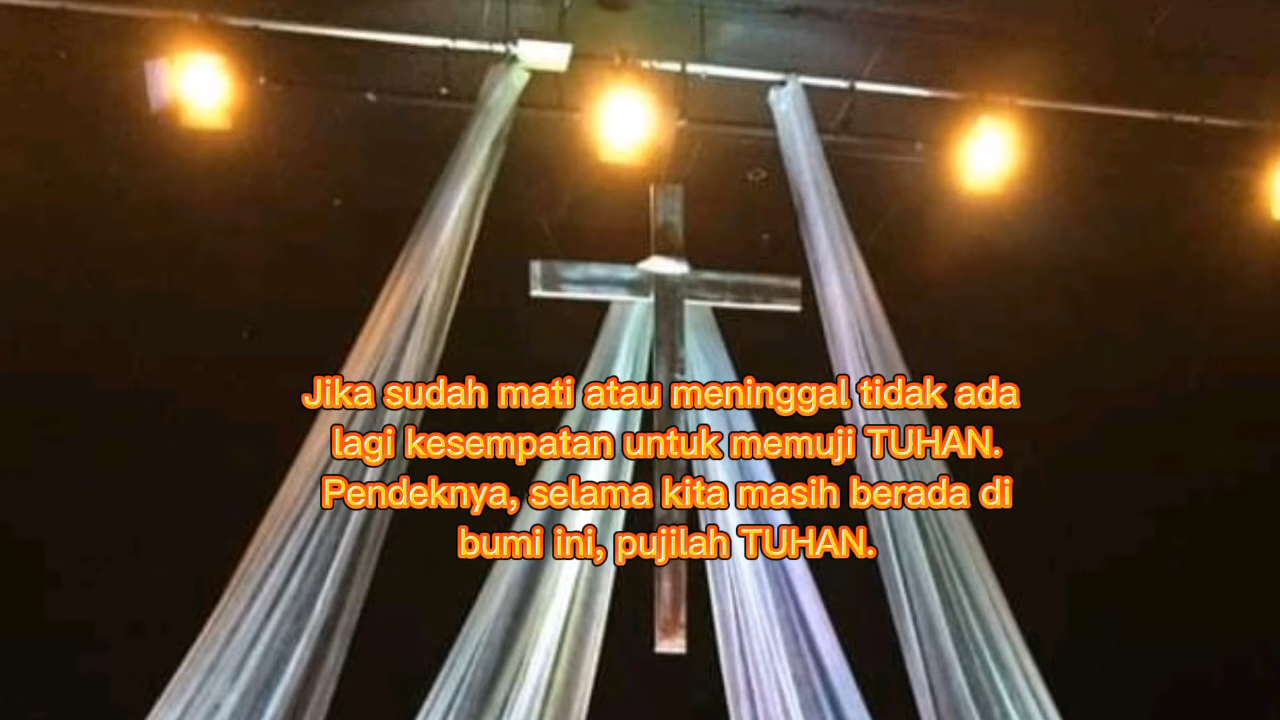 Jika sudah mati atau meninggal tidak ada
lagi kesempatan untuk memuji TUHAN.
Pendeknya, selama kita masih berada di
bumi ini, pujilah TUHAN.